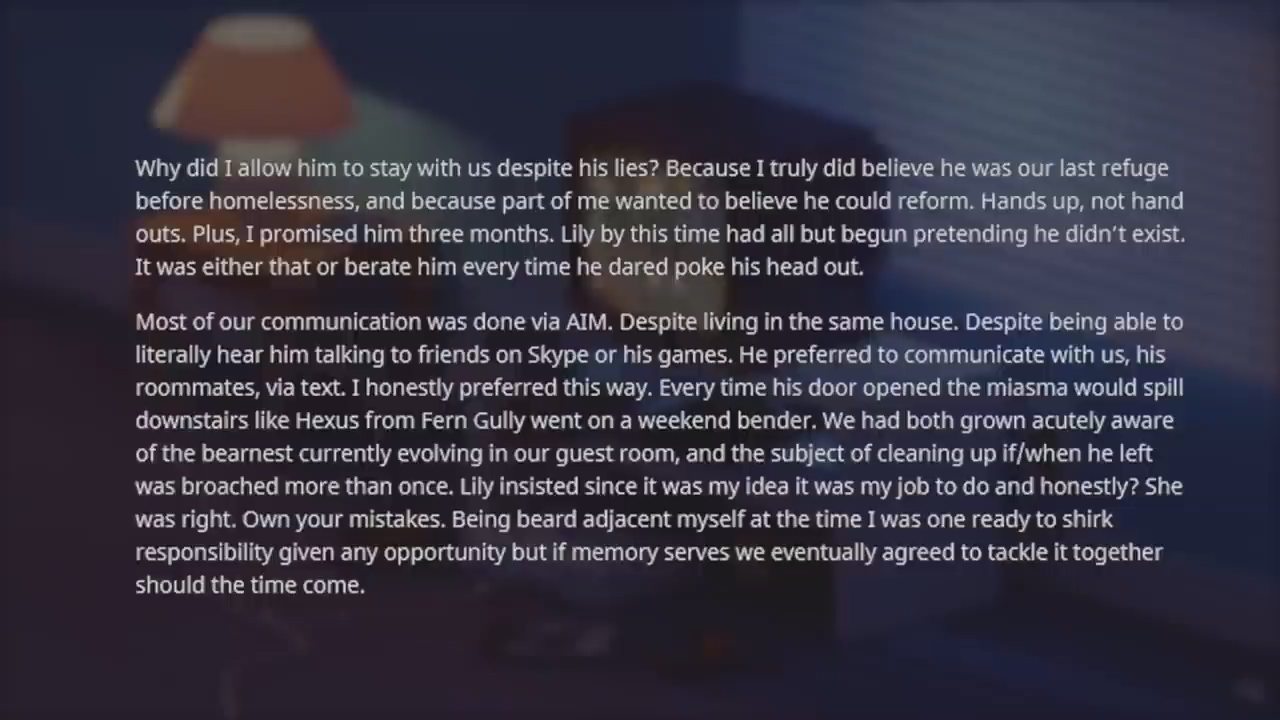 Why did I allow him to stay with us despite his lies? Because I truly did believe he was our last refuge
before homelessness, and because part of me wanted to believe he could reform. Hands up, not hand
outs. Plus, I promised him three months. Lily by this time had all but begun pretending he didn't exist.
It was either that or berate him every time he dared poke his head out.
Most of our communication was done via AIM. Despite living in the same house. Despite being able to
literally hear him talking to friends on Skype or his games. He preferred to communicate with us, his
roommates, via text. I honestly preferred this way. Every time his door opened the miasma would spill
downstairs like Hexus from Fern Gully went on a weekend bender. We had both grown acutely aware
of the bearnest currently evolving in our guest room, and the subject of cleaning up if/when he left
was broached more than once. Lily insisted since it was my idea it was my job to do and honestly? She
was right. Own your mistakes. Being beard adjacent myself at the time I was one ready to shirk
responsibility given any opportunity but if memory serves we eventually agreed to tackle it together
should the time come.